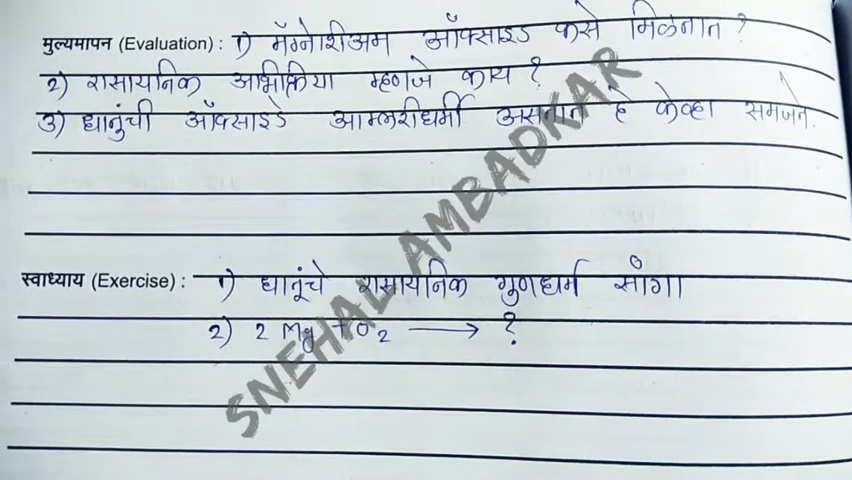 मुल्यमापन (Evaluation) : १) मॅग्नेशीअम ऑक्साइड कसे मिळतात ?
२) रासायनिक अभिक्रिया म्हणजे काय ?
३) धातुंची ऑक्साइडे आम्लरीधर्मी असतात हे केव्हा समजते.
स्वाध्याय (Exercise) : १) धातूंचे रासायनिक गुणधर्म सांगा
२) 2 Mg + O₂ ⟶ ?
SNEHAL AMBADKAR